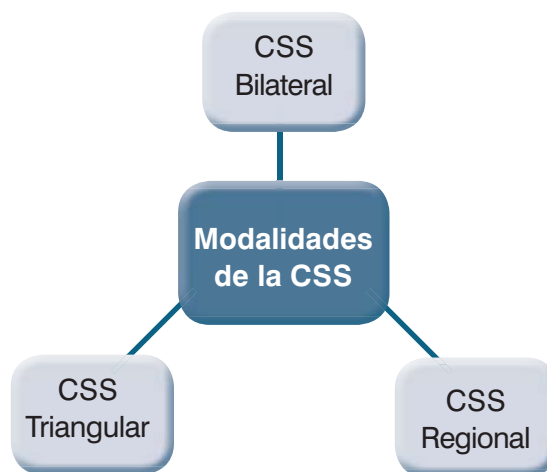 CSS
Bilateral
Modalidades
de la CSS
CSS
Triangular
CSS
Regional